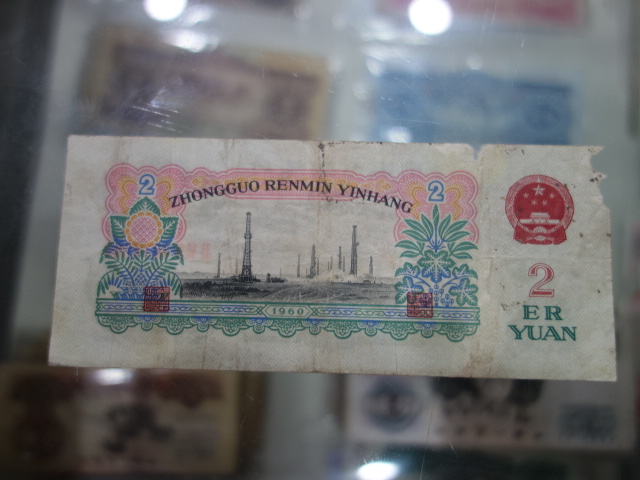 2
2
ZHONGGUO RENMIN YINHANG
1960
2
ER
YUAN